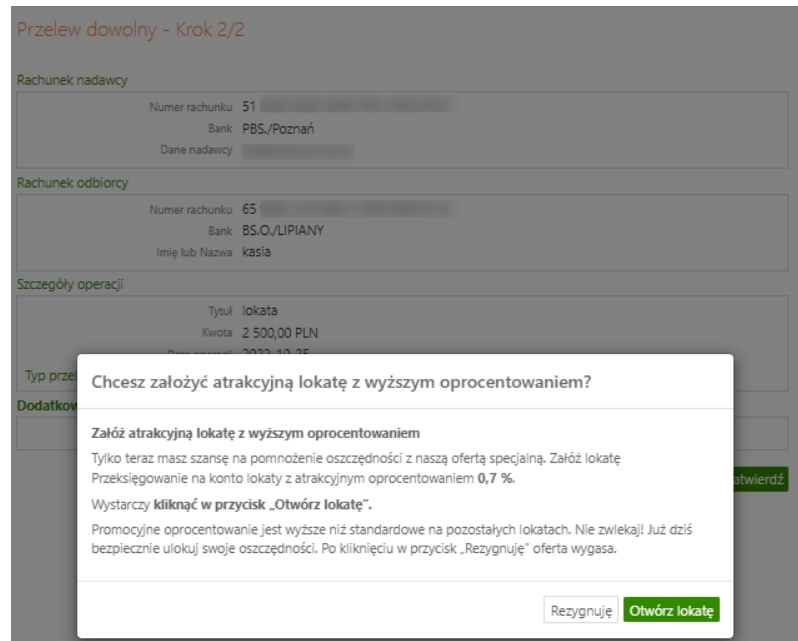 Przelew dowolny - Krok 2/2
Rachunek nadawcy
Numer rachunku 51
Bank PBS./Poznań
Dane nadawcy
Rachunek odbiorcy
Numer rachunku 65
Bank BS.O./LIPIANY
Imię lub Nazwa kasia
Szczegóły operacji
Tytuł lokata
Kwota 2 500,00 PLN
Data operacji 2022-10-25
Typ
Chcesz założyć atrakcyjną lokatę z wyższym oprocentowaniem?
Załóż atrakcyjną lokatę z wyższym oprocentowaniem
Tylko teraz masz szansę na pomnożenie oszczędności z naszą ofertą specjalną. Załóż lokatę
Przeksięgowanie na konto lokaty z atrakcyjnym oprocentowaniem 0,7 %.
Wystarczy kliknąć w przycisk „Otwórz lokatę”.
Promocyjne oprocentowanie jest wyższe niż standardowe na pozostałych lokatach. Nie zwlekaj! Już dziś
bezpiecznie ulokuj swoje oszczędności. Po kliknięciu w przycisk „Rezygnuję” oferta wygasa.
Rezygnuję Otwórz lokatę